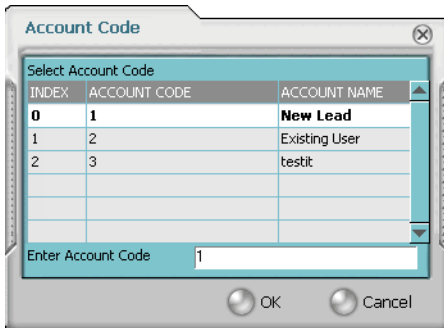 Account Code
Select Account Code
INDEX ACCOUNT CODE ACCOUNT NAME
0 1 New Lead
1 2 Existing User
2 3 testit
Enter Account Code 1
OK Cancel